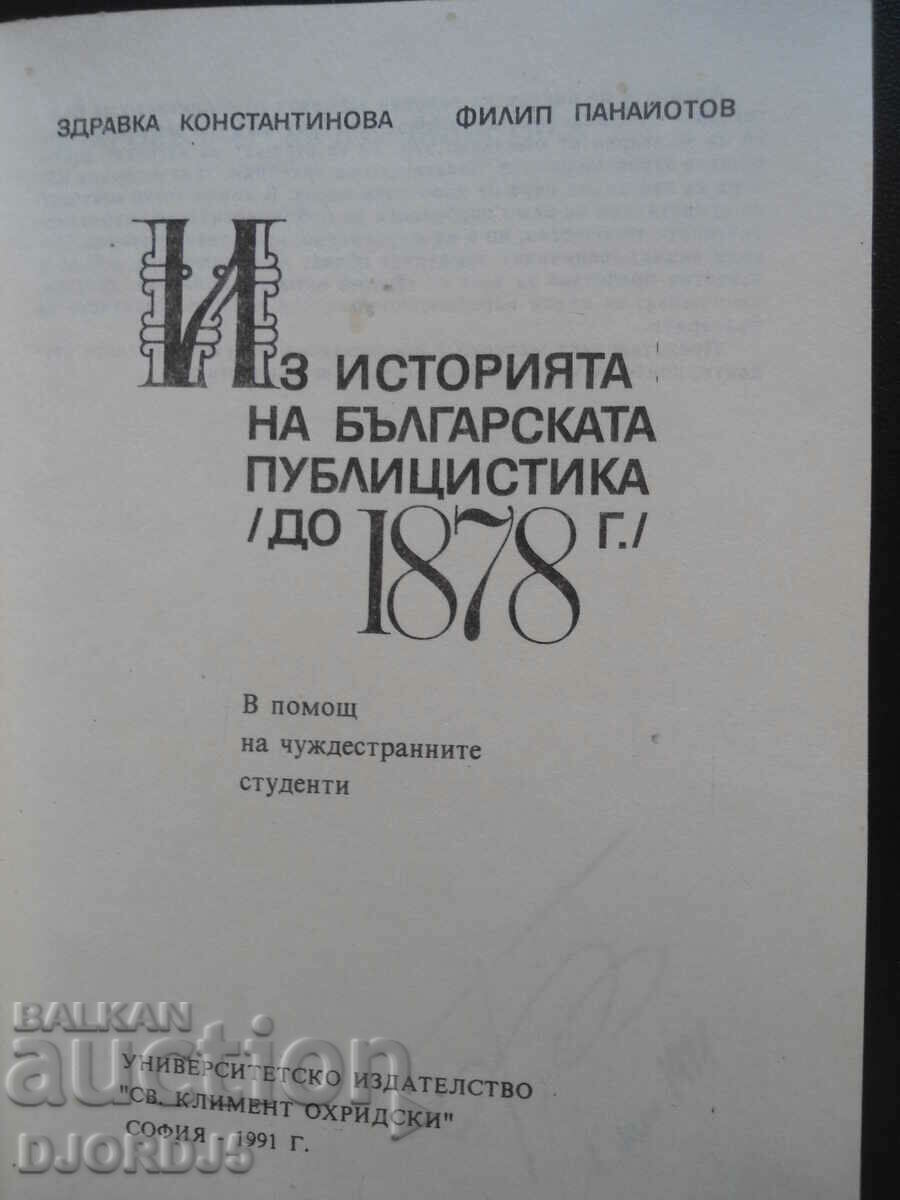 ЗДРАВКА КОНСТАНТИНОВА ФИЛИП ПАНАЙОТОВ
ИЗ ИСТОРИЯТА
НА БЪЛГАРСКАТА
ПУБЛИЦИСТИКА
/ДО 1878 Г./
В помощ
на чуждестранните
студенти
BALKAN
auction
УНИВЕРСИТЕТСКО ИЗДАТЕЛСТВО
"СВ. КЛИМЕНТ ОХРИДСКИ"
СОФИЯ - 1991 Г.
DJORDJ5